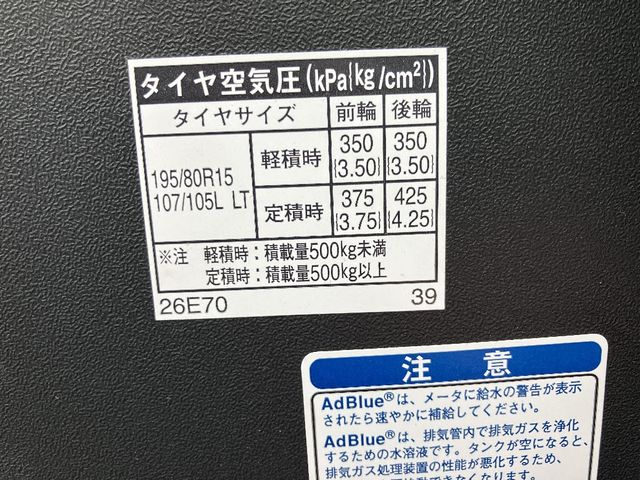 タイヤ空気圧(kPa{kg/cm²})
タイヤサイズ 前輪 後輪
195/80R15 107/105L LT 軽積時 350 {3.50} 350 {3.50}
定積時 375 {3.75} 425 {4.25}
※注 軽積時：積載量500kg未満
定積時：積載量500kg以上
26E70 39
注 意
AdBlue®は、メータに給水の警告が表示
されたら速やかに補給してください。
AdBlue®は、排気管内で排気ガスを浄化
するための水溶液です。タンクが空になると、
排気ガス処理装置の性能が悪化するため、
できなくなります。